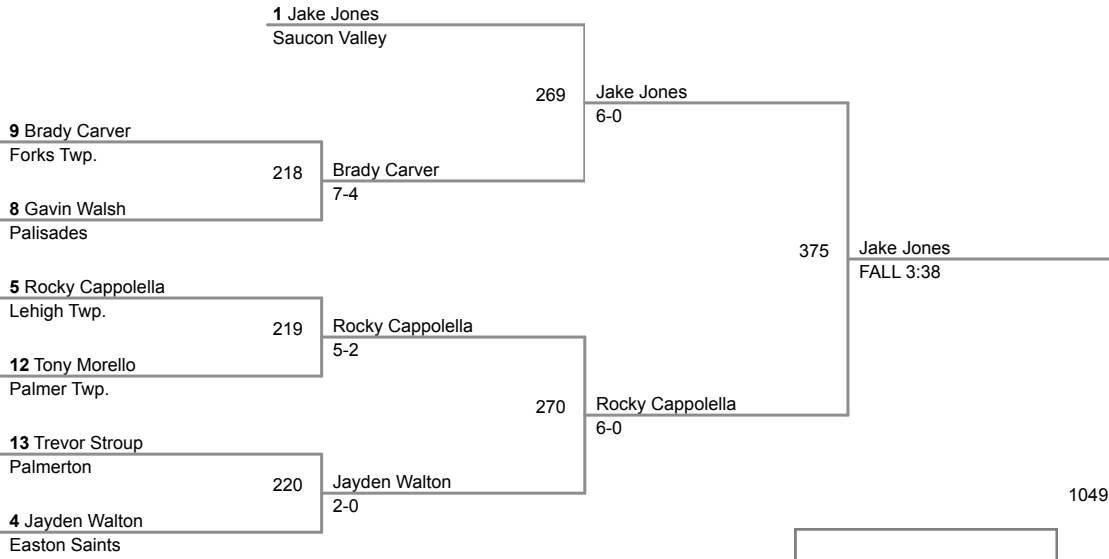 1 Jake Jones
Saucon Valley
269
Jake Jones
6-0
9 Brady Carver
Forks Twp.
218
Brady Carver
7-4
8 Gavin Walsh
Palisades
375
Jake Jones
FALL 3:38
5 Rocky Cappolella
Lehigh Twp.
219
Rocky Cappolella
5-2
12 Tony Morello
Palmer Twp.
270
Rocky Cappolella
6-0
13 Trevor Stroup
Palmerton
220
Jayden Walton
2-0
1049
4 Jayden Walton
Easton Saints